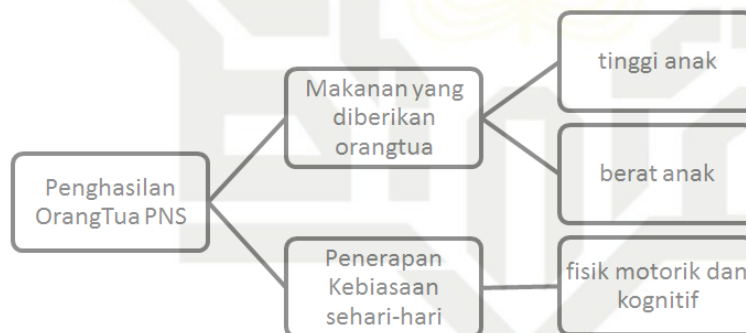 Penghasilan
OrangTua PNS
Makanan yang
diberikan
orangtua
tinggi anak
berat anak
Penerapan
Kebiasaan
sehari-hari
fisik motorik dan
kognitif